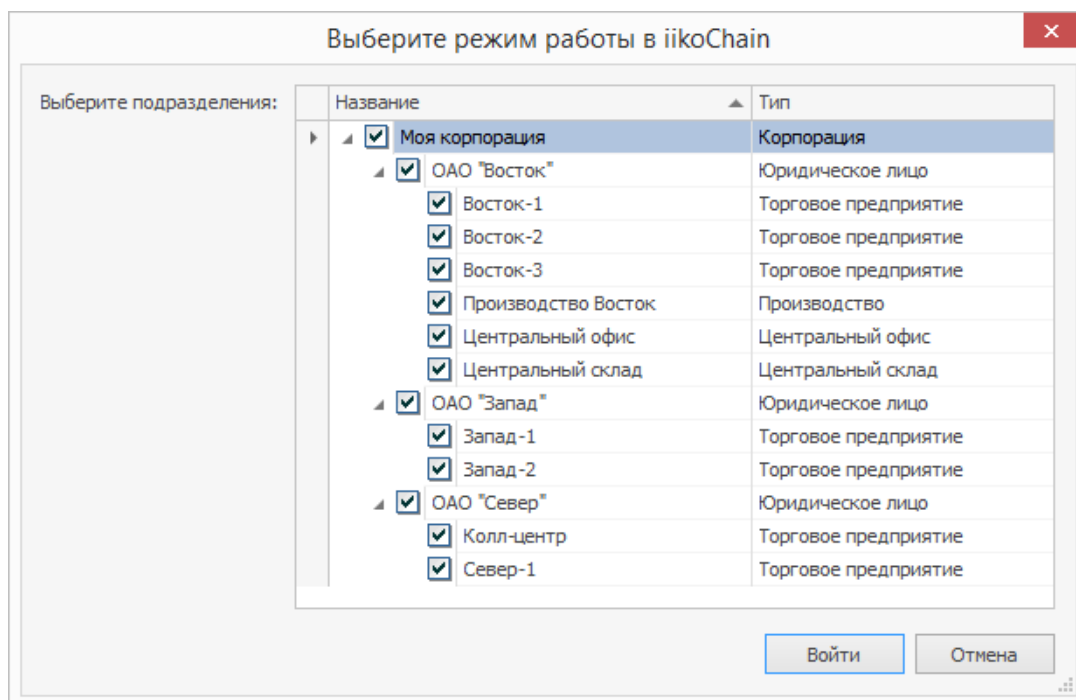 Выберите режим работы в iikoChain
Выберите подразделения: Название Тип
Моя корпорация Корпорация
ОАО "Восток" Юридическое лицо
Восток-1 Торговое предприятие
Восток-2 Торговое предприятие
Восток-3 Торговое предприятие
Производство Восток Производство
Центральный офис Центральный офис
Центральный склад Центральный склад
ОАО "Запад" Юридическое лицо
Запад-1 Торговое предприятие
Запад-2 Торговое предприятие
ОАО "Север" Юридическое лицо
Колл-центр Торговое предприятие
Север-1 Торговое предприятие
Войти Отмена